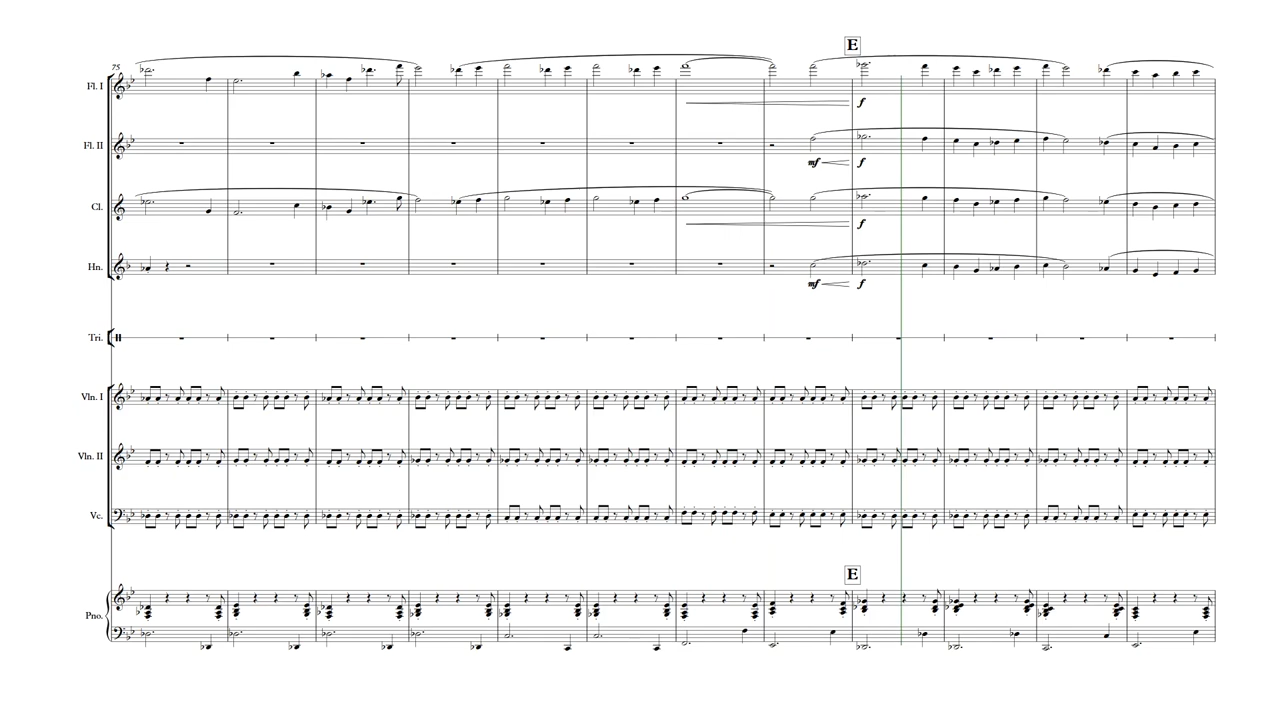 E
75
Fl. I
f
Fl. II
mf f
Cl.
f
Hn.
mf f
Tri.
Vln. I
Vln. II
Vc.
E
Pno.